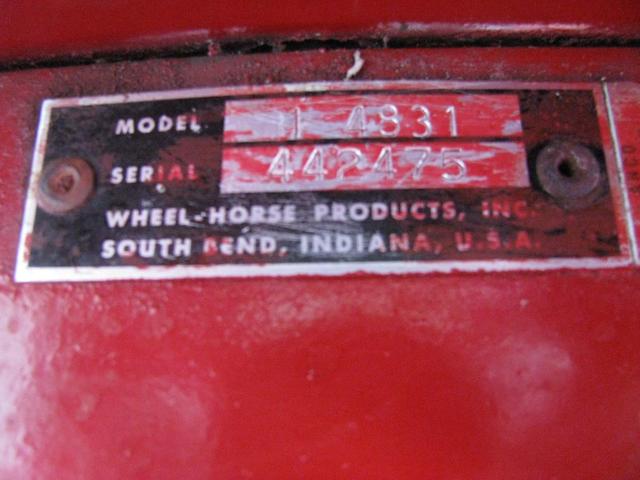 MODEL 1 4831
SERIAL 442475
WHEEL-HORSE PRODUCTS, INC.
SOUTH BEND, INDIANA, U.S.A.